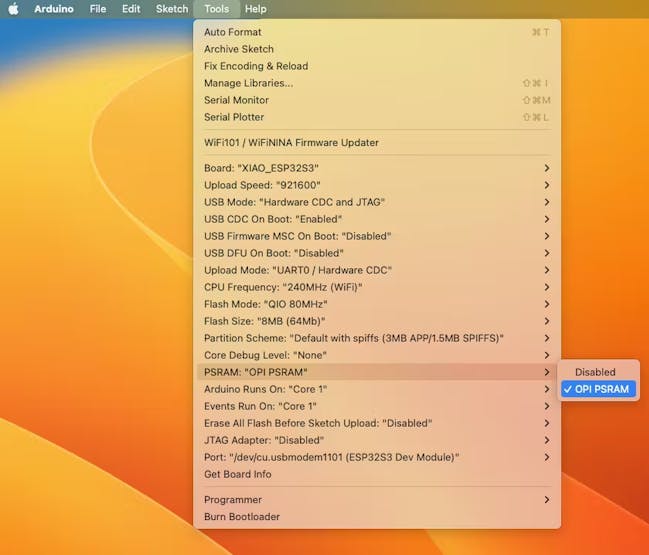 Arduino File Edit Sketch Tools Help
Auto Format ⌘ T
Archive Sketch
Fix Encoding & Reload
Manage Libraries... ⇧⌘ I
Serial Monitor ⇧⌘M
Serial Plotter ⇧⌘ L
WiFi101 / WiFiNINA Firmware Updater
Board: "XIAO_ESP32S3"
Upload Speed: "921600"
USB Mode: "Hardware CDC and JTAG"
USB CDC On Boot: "Enabled"
USB Firmware MSC On Boot: "Disabled"
USB DFU On Boot: "Disabled"
Upload Mode: "UART0 / Hardware CDC"
CPU Frequency: "240MHz (WiFi)"
Flash Mode: "QIO 80MHz"
Flash Size: "8MB (64Mb)"
Partition Scheme: "Default with spiffs (3MB APP/1.5MB SPIFFS)"
Core Debug Level: "None"
PSRAM: "OPI PSRAM"
Disabled
✓ OPI PSRAM
Arduino Runs On: "Core 1"
Events Run On: "Core 1"
Erase All Flash Before Sketch Upload: "Disabled"
JTAG Adapter: "Disabled"
Port: "/dev/cu.usbmodem1101 (ESP32S3 Dev Module)"
Get Board Info
Programmer
Burn Bootloader